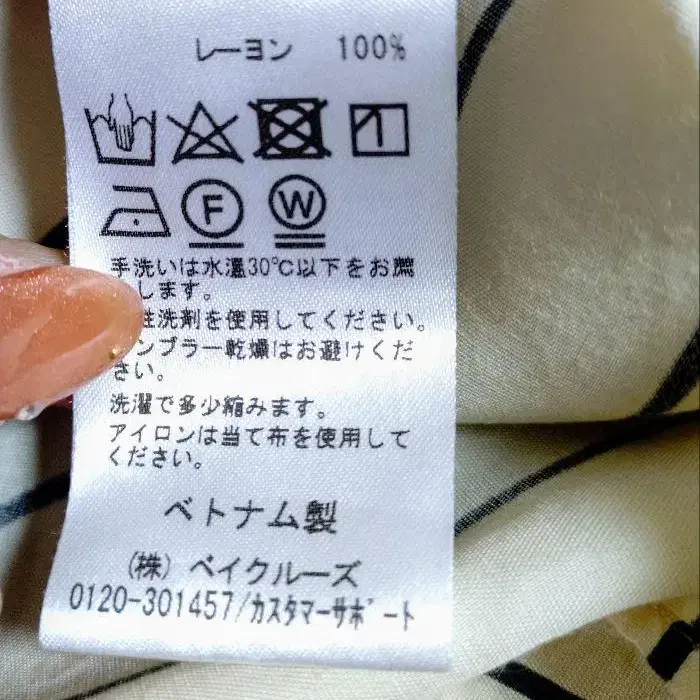 レーヨン 100%
F W
手洗いは水温30℃以下をお薦
します。
性洗剤を使用してください。
ンブラー乾燥はお避けくだ
さい。
洗濯で多少縮みます。
アイロンは当て布を使用して
ください。
ベトナム製
(株) ベイクルーズ
0120-301457/カスタマーサポート